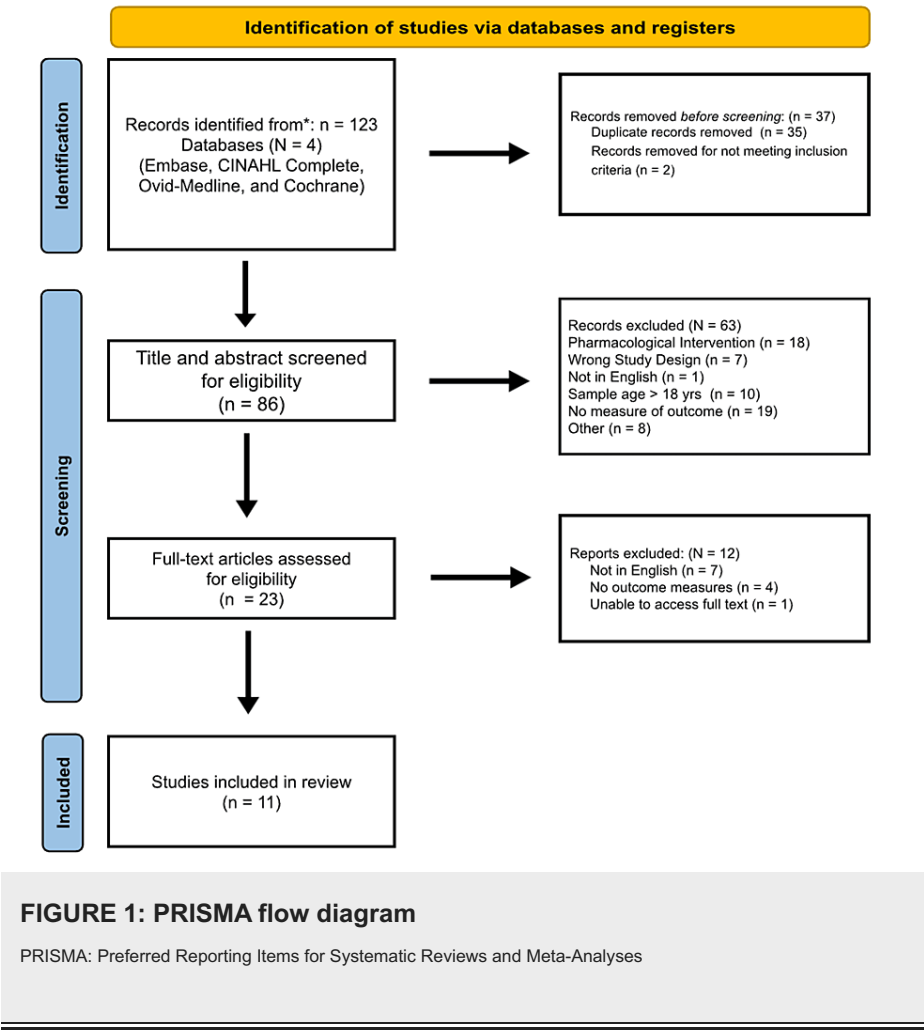 Identification of studies via databases and registers
Identification
Records identified from*: n = 123
Databases (N = 4)
(Embase, CINAHL Complete,
Ovid-Medline, and Cochrane)
Records removed before screening: (n = 37)
Duplicate records removed (n = 35)
Records removed for not meeting inclusion
criteria (n = 2)
Screening
Title and abstract screened
for eligibility
(n = 86)
Records excluded (N = 63)
Pharmacological Intervention (n = 18)
Wrong Study Design (n = 7)
Not in English (n = 1)
Sample age > 18 yrs (n = 10)
No measure of outcome (n = 19)
Other (n = 8)
Full-text articles assessed
for eligibility
(n = 23)
Reports excluded: (N = 12)
Not in English (n = 7)
No outcome measures (n = 4)
Unable to access full text (n = 1)
Included
Studies included in review
(n = 11)
FIGURE 1: PRISMA flow diagram
PRISMA: Preferred Reporting Items for Systematic Reviews and Meta-Analyses